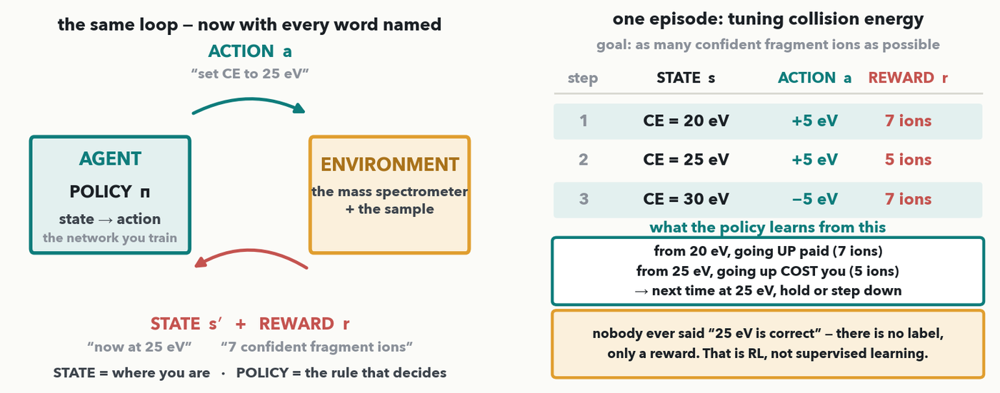 the same loop — now with every word named
ACTION a
“set CE to 25 eV”
AGENT
POLICY π
state → action
the network you train
ENVIRONMENT
the mass spectrometer
+ the sample
STATE s′ + REWARD r
“now at 25 eV” “7 confident fragment ions”
STATE = where you are · POLICY = the rule that decides
one episode: tuning collision energy
goal: as many confident fragment ions as possible
step STATE s ACTION a REWARD r
1 CE = 20 eV +5 eV 7 ions
2 CE = 25 eV +5 eV 5 ions
3 CE = 30 eV −5 eV 7 ions
what the policy learns from this
from 20 eV, going UP paid (7 ions)
from 25 eV, going up COST you (5 ions)
→ next time at 25 eV, hold or step down
nobody ever said “25 eV is correct” — there is no label,
only a reward. That is RL, not supervised learning.